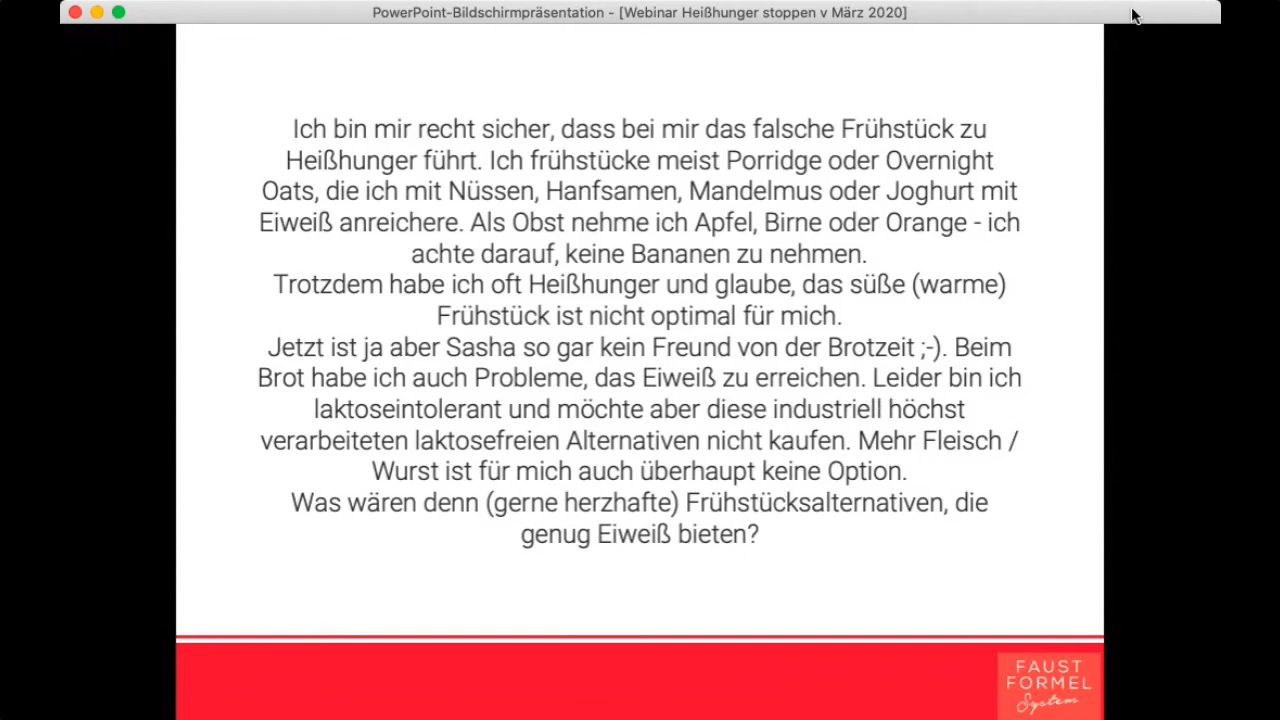 PowerPoint-Bildschirmpräsentation - [Webinar Heißhunger stoppen v März 2020]
Ich bin mir recht sicher, dass bei mir das falsche Frühstück zu
Heißhunger führt. Ich frühstücke meist Porridge oder Overnight
Oats, die ich mit Nüssen, Hanfsamen, Mandelmus oder Joghurt mit
Eiweiß anreichere. Als Obst nehme ich Apfel, Birne oder Orange - ich
achte darauf, keine Bananen zu nehmen.
Trotzdem habe ich oft Heißhunger und glaube, das süße (warme)
Frühstück ist nicht optimal für mich.
Jetzt ist ja aber Sasha so gar kein Freund von der Brotzeit ;-). Beim
Brot habe ich auch Probleme, das Eiweiß zu erreichen. Leider bin ich
laktoseintolerant und möchte aber diese industriell höchst
verarbeiteten laktosefreien Alternativen nicht kaufen. Mehr Fleisch /
Wurst ist für mich auch überhaupt keine Option.
Was wären denn (gerne herzhafte) Frühstücksalternativen, die
genug Eiweiß bieten?
FAUST
FORMEL
System